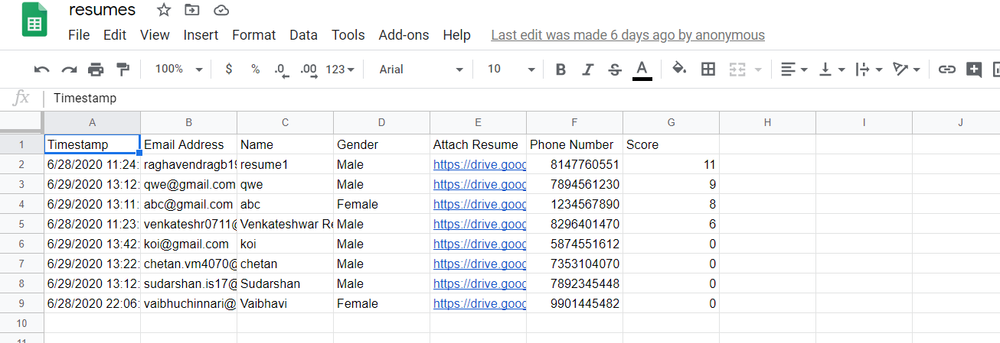 resumes
File Edit View Insert Format Data Tools Add-ons Help Last edit was made 6 days ago by anonymous
100% $ % .0 .00 123 Arial 10 B I S A
fx Timestamp
A B C D E F G H I J
1 Timestamp Email Address Name Gender Attach Resume Phone Number Score
2 6/28/2020 11:24: raghavendragb19 resume1 Male https://drive.goog 8147760551 11
3 6/29/2020 13:12: qwe@gmail.com qwe Male https://drive.goog 7894561230 9
4 6/29/2020 13:11: abc@gmail.com abc Female https://drive.goog 1234567890 8
5 6/28/2020 11:23: venkateshr0711@ Venkateshwar Re Male https://drive.goog 8296401470 6
6 6/29/2020 13:42: koi@gmail.com koi Male https://drive.goog 5874551612 0
7 6/29/2020 13:22: chetan.vm4070@ chetan Male https://drive.goog 7353104070 0
8 6/29/2020 13:12: sudarshan.is17@ Sudarshan Male https://drive.goog 7892345448 0
9 6/28/2020 22:06: vaibhuchinnari@ Vaibhavi Female https://drive.goog 9901445482 0
10
11